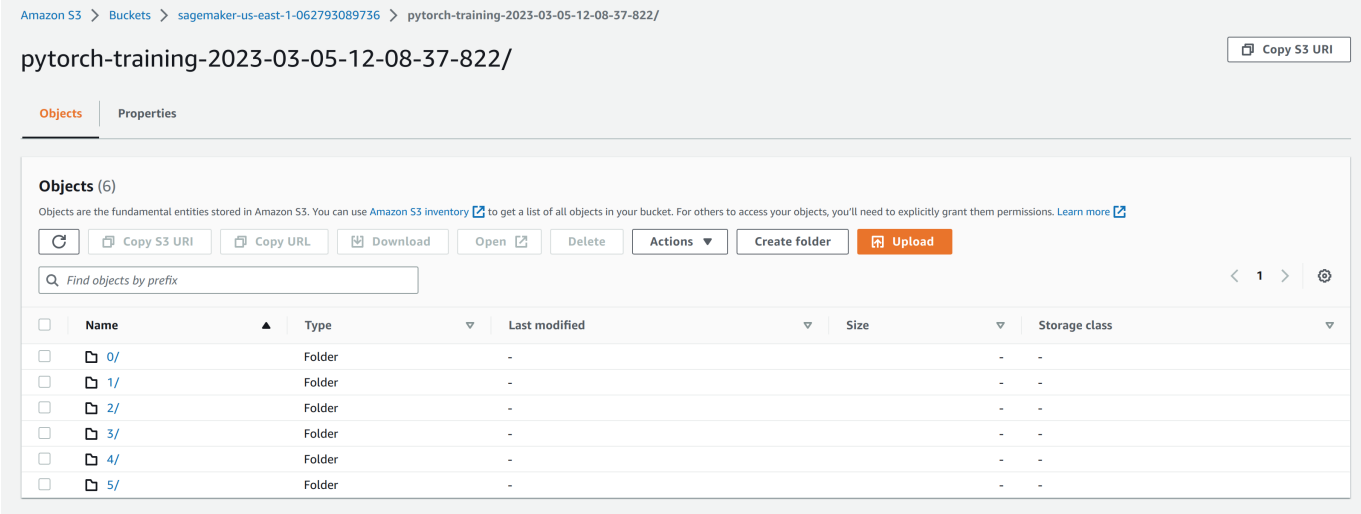 Amazon S3 > Buckets > sagemaker-us-east-1-062793089736 > pytorch-training-2023-03-05-12-08-37-822/
pytorch-training-2023-03-05-12-08-37-822/
Copy S3 URI
Objects Properties
Objects (6)
Objects are the fundamental entities stored in Amazon S3. You can use Amazon S3 inventory to get a list of all objects in your bucket. For others to access your objects, you'll need to explicitly grant them permissions. Learn more
Copy S3 URI Copy URL Download Open Delete Actions Create folder Upload
Find objects by prefix
1
Name Type Last modified Size Storage class
0/ Folder - - -
1/ Folder - - -
2/ Folder - - -
3/ Folder - - -
4/ Folder - - -
5/ Folder - - -